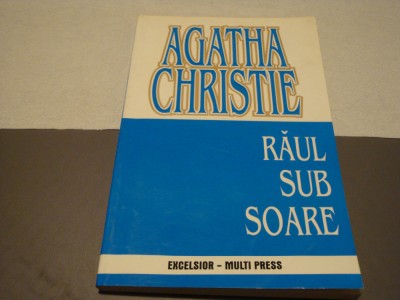 AGATHA
CHRISTIE
RĂUL
SUB
SOARE
EXCELSIOR – MULTI PRESS